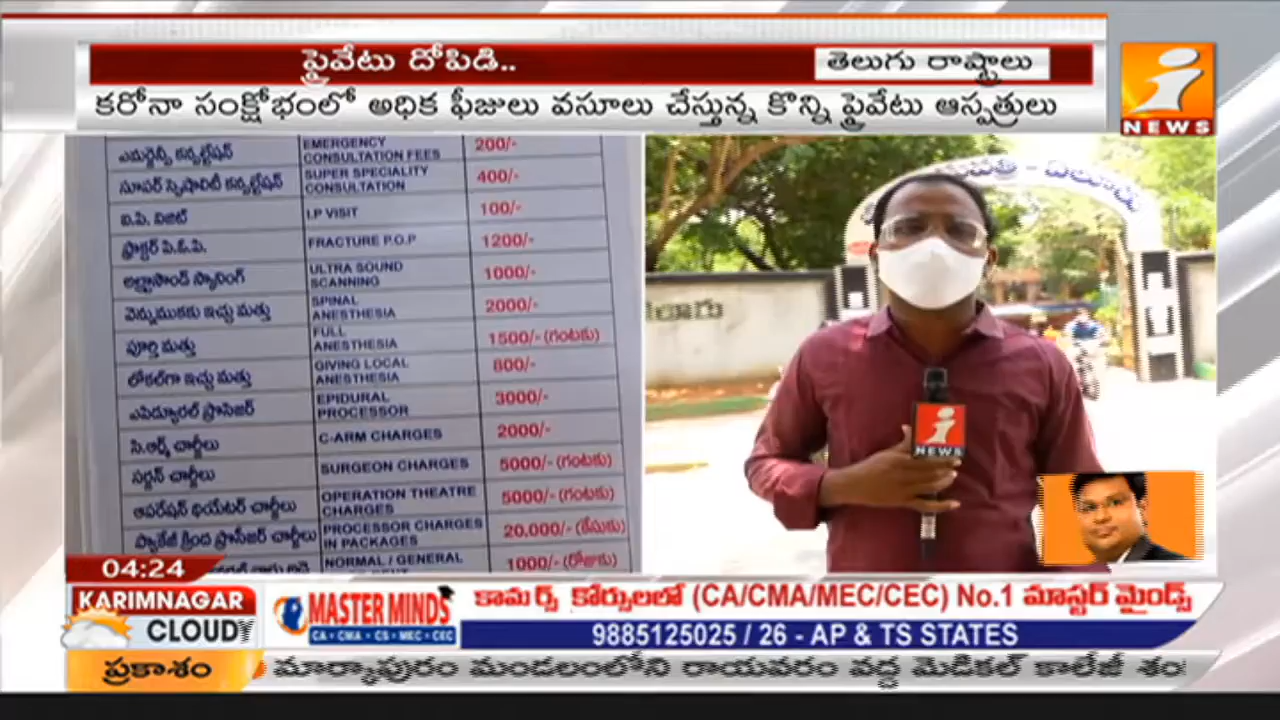 ప్రైవేటు దోపిడి..
తెలుగు రాష్ట్రాలు
కరోనా సంక్షోభంలో అధిక ఫీజులు వసూలు చేస్తున్న కొన్ని ప్రైవేటు ఆస్పత్రులు
i
NEWS
ఎమర్జెన్సీ కన్సల్టేషన్ EMERGENCY CONSULTATION FEES 200/-
సూపర్ స్పెషాలిటీ కన్సల్టేషన్ SUPER SPECIALITY CONSULTATION 400/-
ఐ.పి. విజిట్ I.P VISIT 100/-
ఫ్రాక్చర్ పి.ఓ.పి. FRACTURE P.O.P 1200/-
అల్ట్రాసౌండ్ స్కానింగ్ ULTRA SOUND SCANNING 1000/-
వెన్నుముకకు ఇచ్చు మత్తు SPINAL ANESTHESIA 2000/-
పూర్తి మత్తు FULL ANESTHESIA 1500/- (గంటకు)
లోకల్‌గా ఇచ్చు మత్తు GIVING LOCAL ANESTHESIA 800/-
ఎపిడ్యూరల్ ప్రొసిజర్ EPIDURAL PROCESSOR 3000/-
సి.ఆర్మ్ చార్జీలు C-ARM CHARGES 2000/-
సర్జన్ చార్జీలు SURGEON CHARGES 5000/- (గంటకు)
ఆపరేషన్ థియేటర్ చార్జీలు OPERATION THEATRE CHARGES 5000/- (గంటకు)
ప్యాకేజీ క్రింద ప్రొసీజర్ చార్జీలు PROCESSOR CHARGES IN PACKAGES 20.000/- (కేసుకు)
NORMAL / GENERAL 1000/- (రోజుకు)
i
NEWS
04:24
KARIMNAGAR
CLOUDY
MASTER MINDS
CA • CMA • CS • MEC • CEC
కామర్స్ కోర్సులలో (CA/CMA/MEC/CEC) No.1 మాస్టర్ మైండ్స్
9885125025 / 26 - AP & TS STATES
ప్రకాశం
మార్కాపురం మండలంలోని రాయవరం వద్ద మెడికల్ కాలేజీ శం